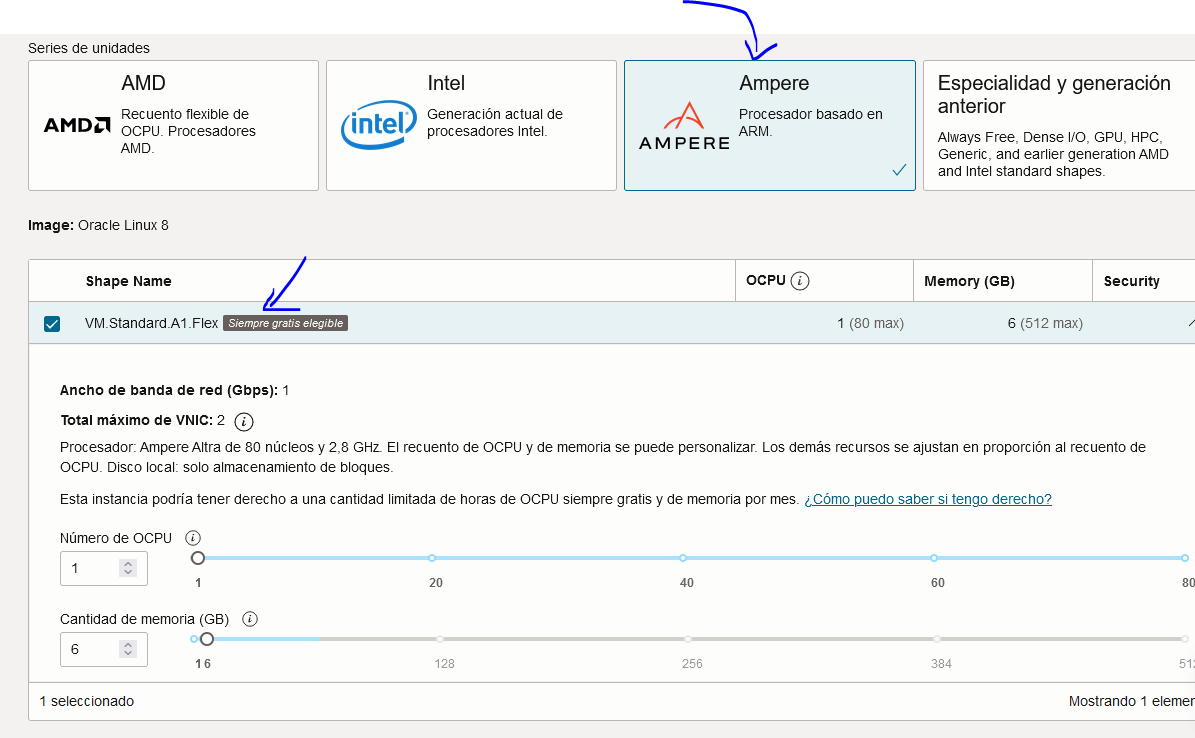 Series de unidades
AMD
AMD
Recuento flexible de
OCPU. Procesadores
AMD.
Intel
intel
Generación actual de
procesadores Intel.
Ampere
AMPERE
Procesador basado en
ARM.
Especialidad y generación
anterior
Always Free, Dense I/O, GPU, HPC,
Generic, and earlier generation AMD
and Intel standard shapes.
Image: Oracle Linux 8
Shape Name OCPU i Memory (GB) Security
VM.Standard.A1.Flex Siempre gratis elegible 1 (80 max) 6 (512 max)
Ancho de banda de red (Gbps): 1
Total máximo de VNIC: 2 i
Procesador: Ampere Altra de 80 núcleos y 2,8 GHz. El recuento de OCPU y de memoria se puede personalizar. Los demás recursos se ajustan en proporción al recuento de
OCPU. Disco local: solo almacenamiento de bloques.
Esta instancia podría tener derecho a una cantidad limitada de horas de OCPU siempre gratis y de memoria por mes. ¿Cómo puedo saber si tengo derecho?
Número de OCPU i
1
1 20 40 60 80
Cantidad de memoria (GB) i
6
1 6 128 256 384
1 seleccionado Mostrando 1